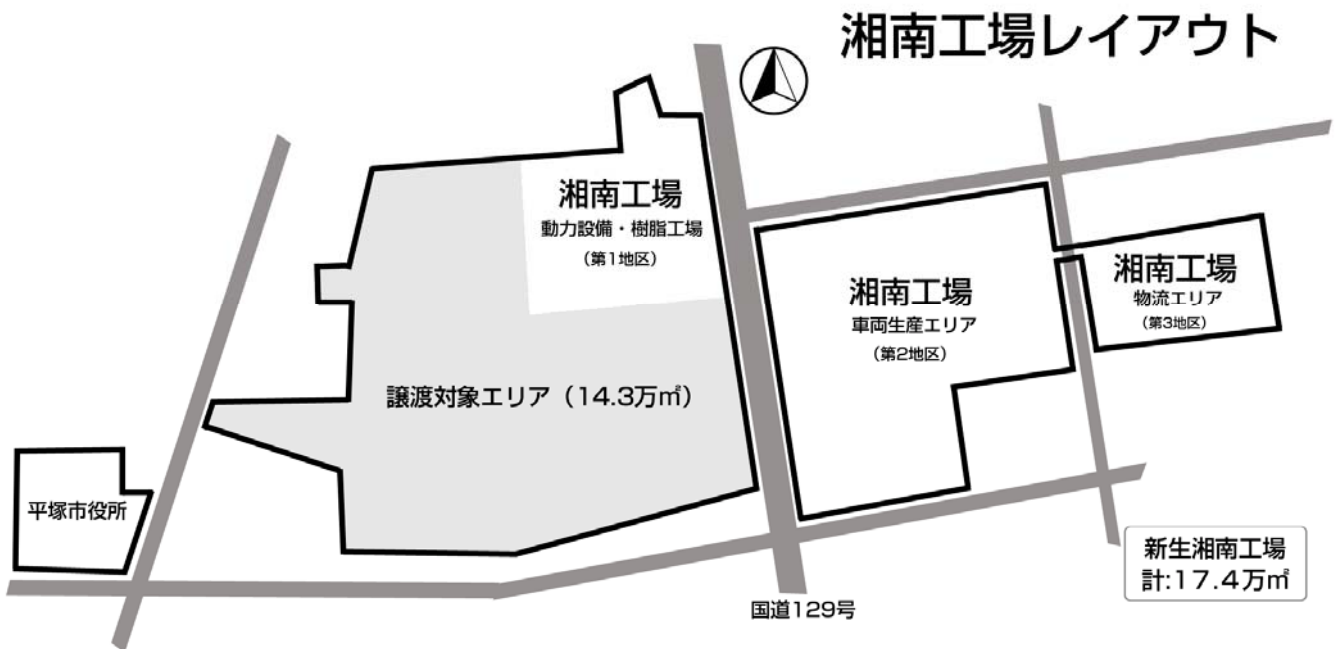 湘南工場レイアウト
湘南工場
動力設備・樹脂工場
（第1地区）
湘南工場
車両生産エリア
（第2地区）
湘南工場
物流エリア
（第3地区）
譲渡対象エリア（14.3万㎡）
平塚市役所
新生湘南工場
計:17.4万㎡
国道129号